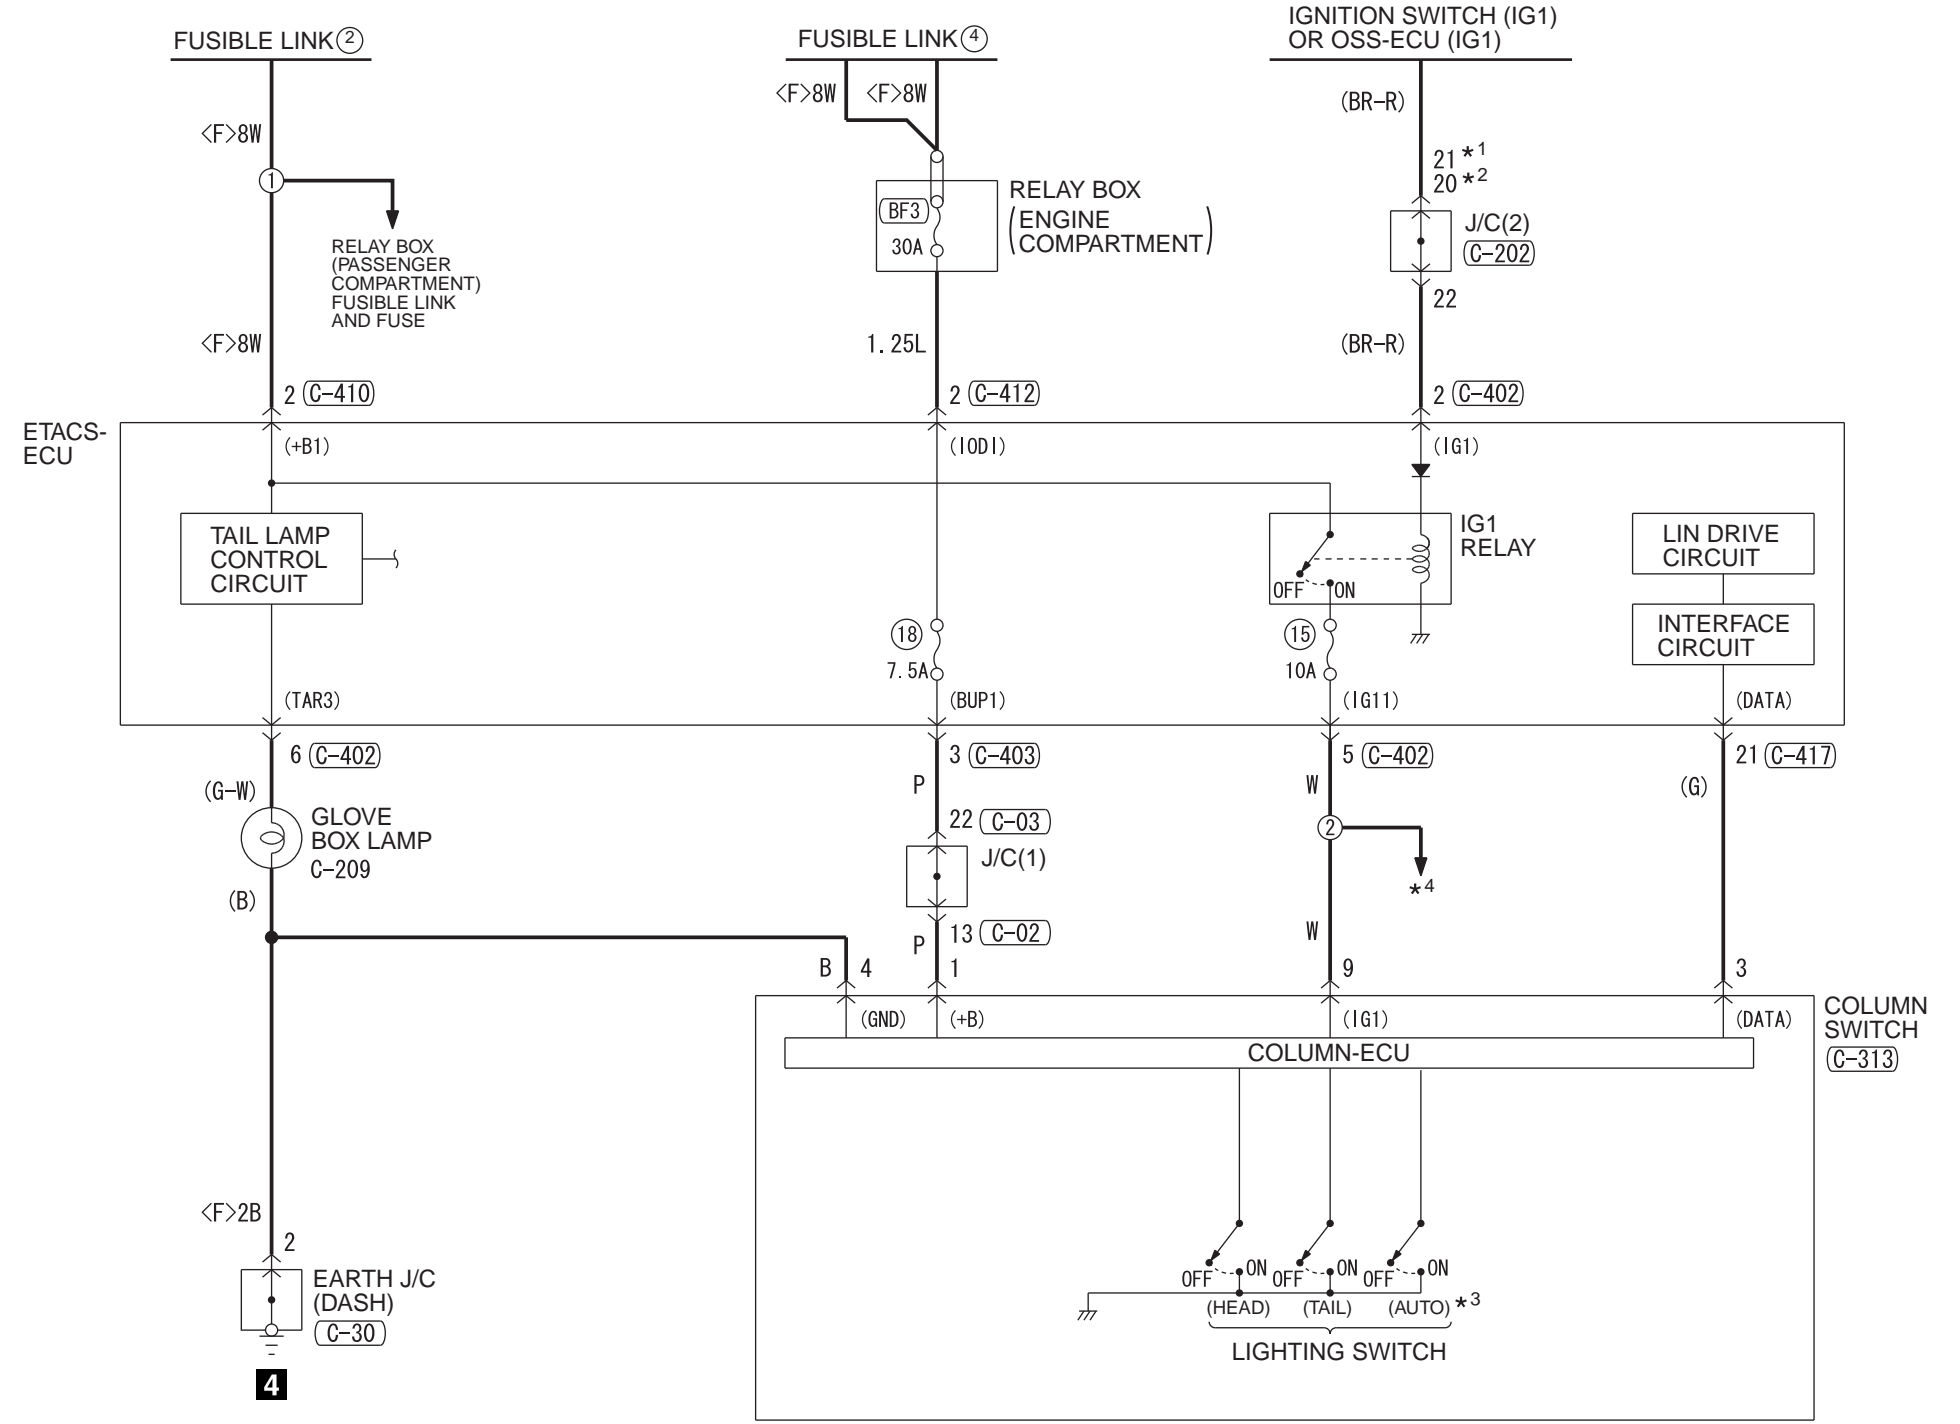 FUSIBLE LINK 2
FUSIBLE LINK 4
IGNITION SWITCH (IG1)
OR OSS-ECU (IG1)
<F>8W
<F>8W
<F>8W
(BR-R)
1
21 *1
20 *2
RELAY BOX
(PASSENGER
COMPARTMENT)
FUSIBLE LINK
AND FUSE
BF3
30A
RELAY BOX
(ENGINE
COMPARTMENT)
J/C(2)
C-202
22
<F>8W
1.25L
(BR-R)
2 C-410
2 C-412
2 C-402
ETACS-
ECU
(+B1)
(IODI)
(IG1)
TAIL LAMP
CONTROL
CIRCUIT
IG1
RELAY
OFF
ON
LIN DRIVE
CIRCUIT
INTERFACE
CIRCUIT
18
7.5A
15
10A
(TAR3)
(BUP1)
(IG11)
(DATA)
6 C-402
3 C-403
5 C-402
21 C-417
(G-W)
P
W
(G)
GLOVE
BOX LAMP
C-209
22 C-03
J/C(1)
2
*4
(B)
13 C-02
P
W
B
4
1
9
3
(GND)
(+B)
(IG1)
(DATA)
COLUMN
SWITCH
C-313
COLUMN-ECU
<F>2B
2
EARTH J/C
(DASH)
C-30
4
OFF
ON
OFF
ON
OFF
ON
(HEAD)
(TAIL)
(AUTO) *3
LIGHTING SWITCH